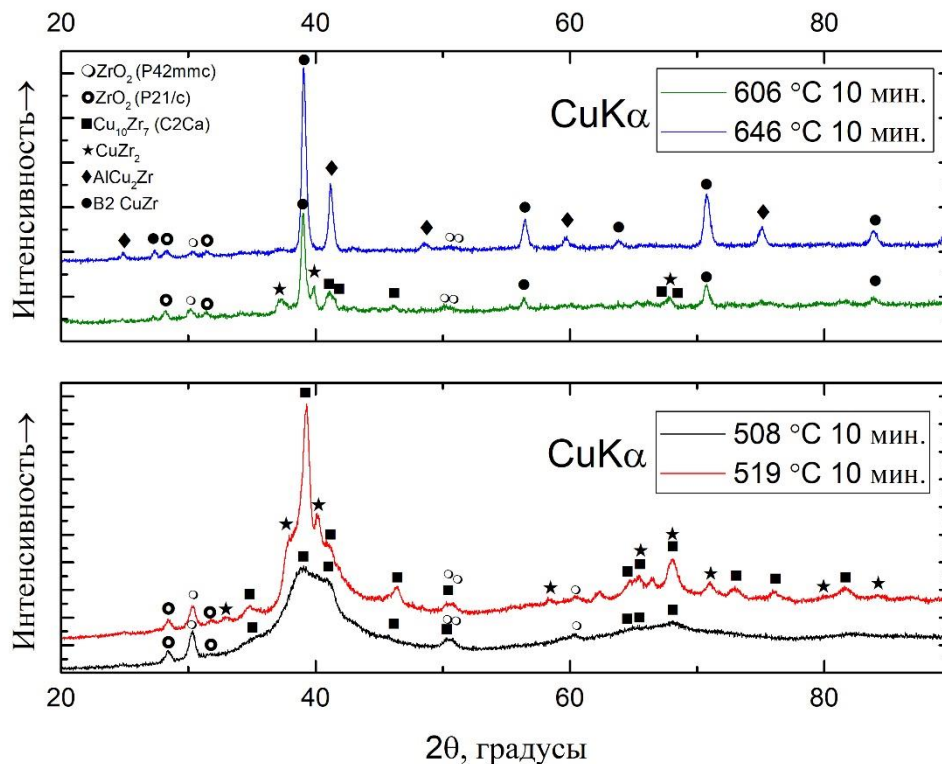 20 40 60 80
ZrO₂ (P42mmc)
ZrO₂ (P21/c)
Cu₁₀Zr₇ (C2Ca)
CuZr₂
AlCu₂Zr
B2 CuZr
CuKα
606 °C 10 мин.
646 °C 10 мин.
Интенсивность→
CuKα
508 °C 10 мин.
519 °C 10 мин.
Интенсивность→
20 40 60 80
2θ, градусы